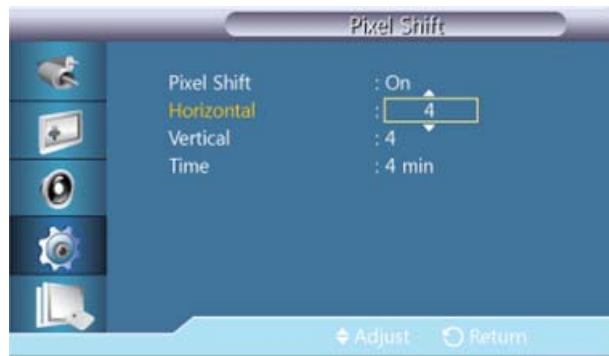 Pixel Shift
Pixel Shift : On
Horizontal : 4
Vertical : 4
Time : 4 min
Adjust Return